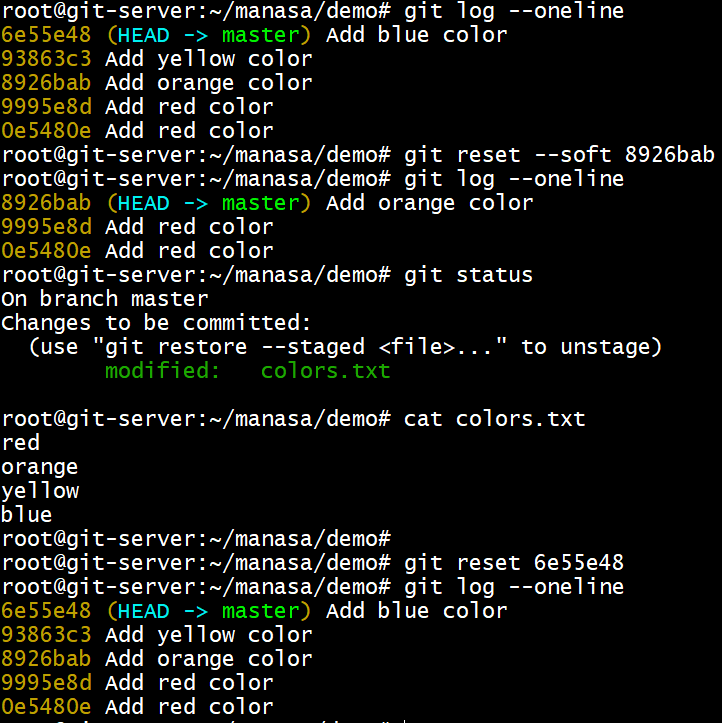 root@git-server:~/manasa/demo# git log --oneline
6e55e48 (HEAD -> master) Add blue color
93863c3 Add yellow color
8926bab Add orange color
9995e8d Add red color
0e5480e Add red color
root@git-server:~/manasa/demo# git reset --soft 8926bab
root@git-server:~/manasa/demo# git log --oneline
8926bab (HEAD -> master) Add orange color
9995e8d Add red color
0e5480e Add red color
root@git-server:~/manasa/demo# git status
On branch master
Changes to be committed:
  (use "git restore --staged <file>..." to unstage)
        modified:   colors.txt

root@git-server:~/manasa/demo# cat colors.txt
red
orange
yellow
blue
root@git-server:~/manasa/demo#
root@git-server:~/manasa/demo# git reset 6e55e48
root@git-server:~/manasa/demo# git log --oneline
6e55e48 (HEAD -> master) Add blue color
93863c3 Add yellow color
8926bab Add orange color
9995e8d Add red color
0e5480e Add red color